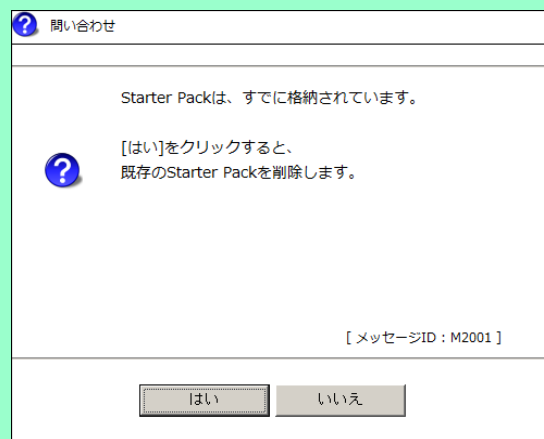 問い合わせ
Starter Packは、すでに格納されています。
[はい]をクリックすると、
既存のStarter Packを削除します。
[ メッセージID：M2001 ]
はい
いいえ